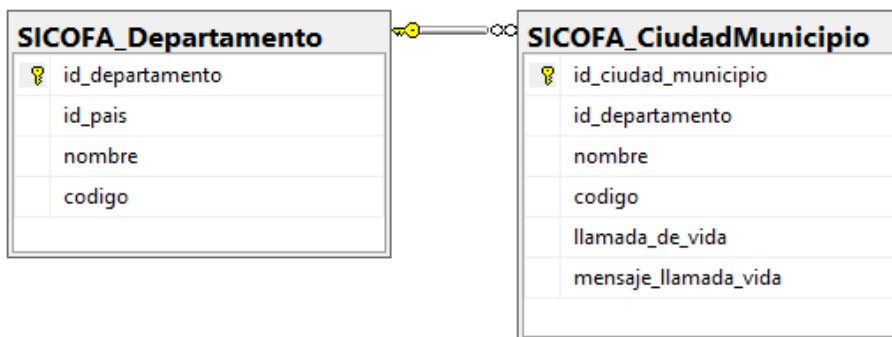 SICOFA_Departamento
id_departamento
id_pais
nombre
codigo
SICOFA_CiudadMunicipio
id_ciudad_municipio
id_departamento
nombre
codigo
llamada_de_vida
mensaje_llamada_vida